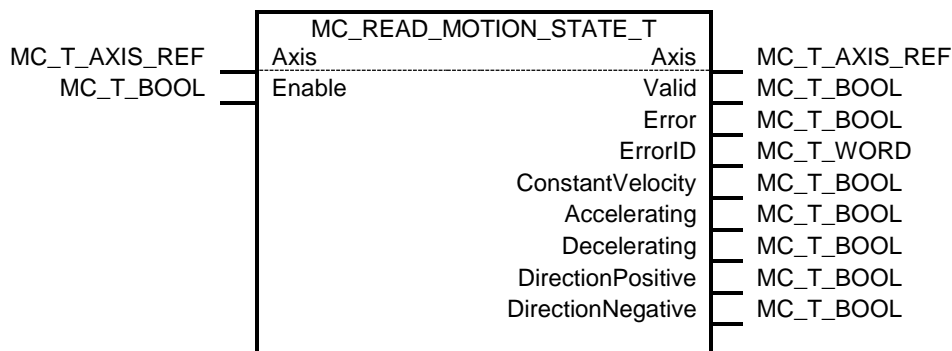 MC_READ_MOTION_STATE_T
MC_T_AXIS_REF Axis Axis MC_T_AXIS_REF
MC_T_BOOL Enable Valid MC_T_BOOL
Error MC_T_BOOL
ErrorID MC_T_WORD
ConstantVelocity MC_T_BOOL
Accelerating MC_T_BOOL
Decelerating MC_T_BOOL
DirectionPositive MC_T_BOOL
DirectionNegative MC_T_BOOL